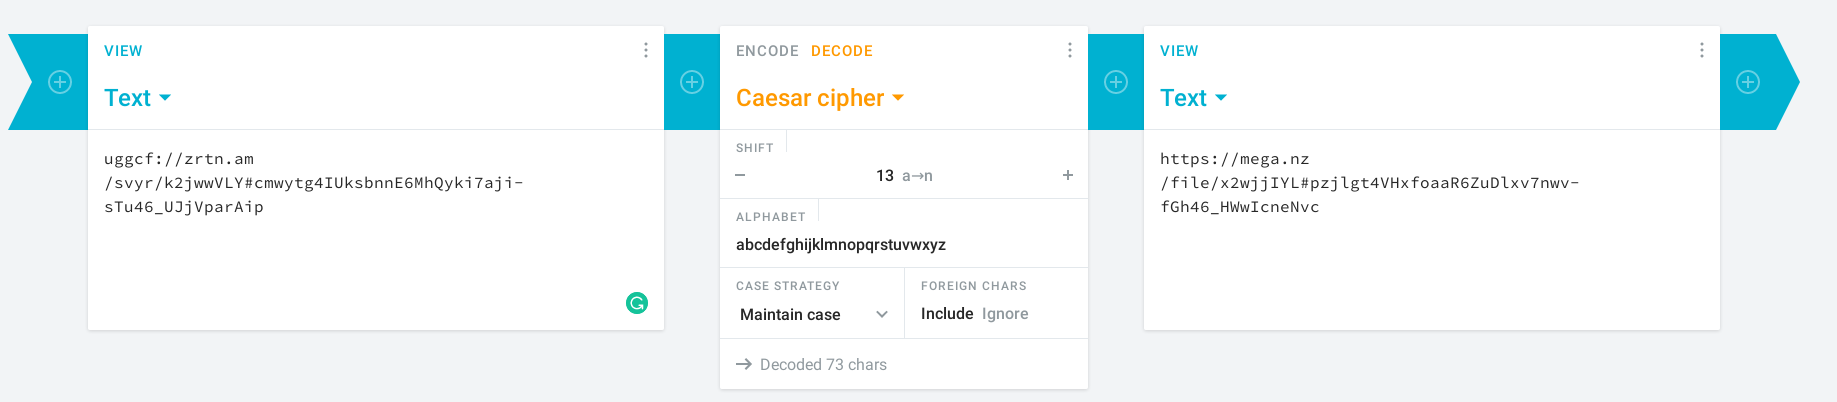 VIEW
Text
uggcf://zrtn.am
/svyr/k2jwwVLY#cmwytg4IUksbnnE6MhQyki7aji-
sTu46_UJjVparAip
ENCODE DECODE
Caesar cipher
SHIFT
− 13 a→n +
ALPHABET
abcdefghijklmnopqrstuvwxyz
CASE STRATEGY
Maintain case
FOREIGN CHARS
Include Ignore
→ Decoded 73 chars
VIEW
Text
https://mega.nz
/file/x2wjjIYL#pzjlgt4VHxfoaaR6ZuDlxv7nwv-
fGh46_HWwIcneNvc